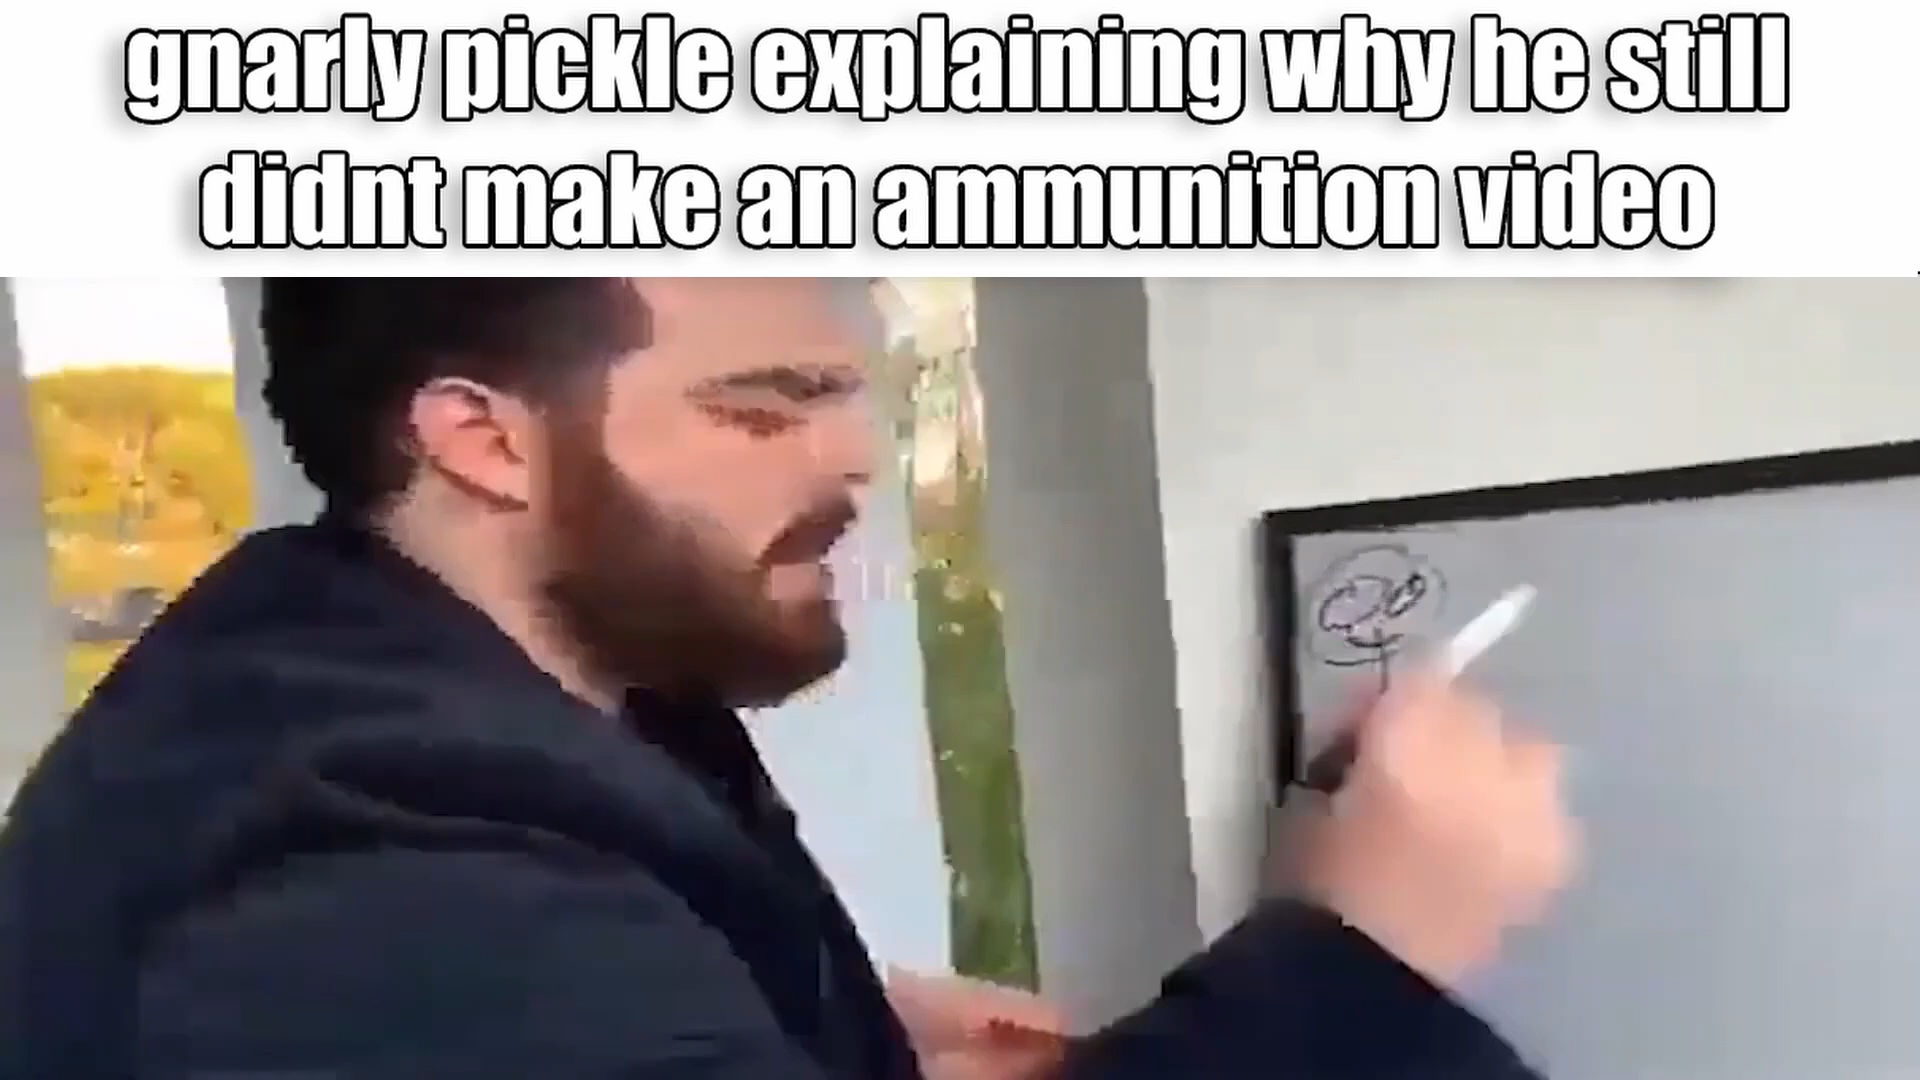 gnarly pickle explaining why he still
didnt make an ammunition video